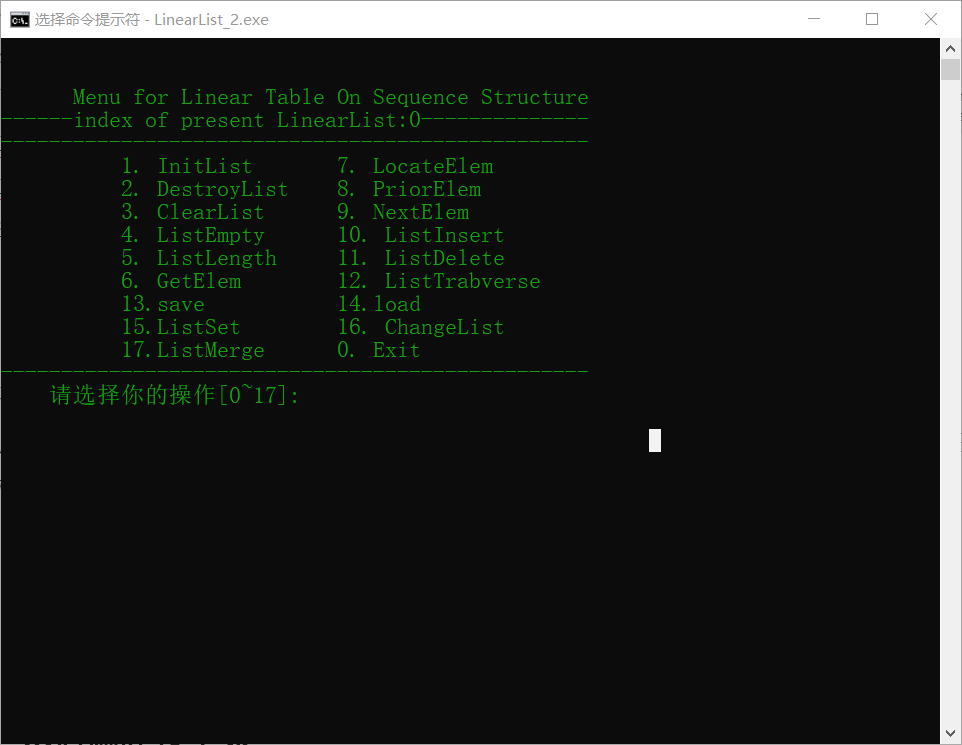 选择命令提示符 - LinearList_2.exe
Menu for Linear Table On Sequence Structure
------index of present LinearList:0--------------
-------------------------------------------------
1. InitList 7. LocateElem
2. DestroyList 8. PriorElem
3. ClearList 9. NextElem
4. ListEmpty 10. ListInsert
5. ListLength 11. ListDelete
6. GetElem 12. ListTrabverse
13.save 14.load
15.ListSet 16. ChangeList
17.ListMerge 0. Exit
-------------------------------------------------
请选择你的操作[0~17]: